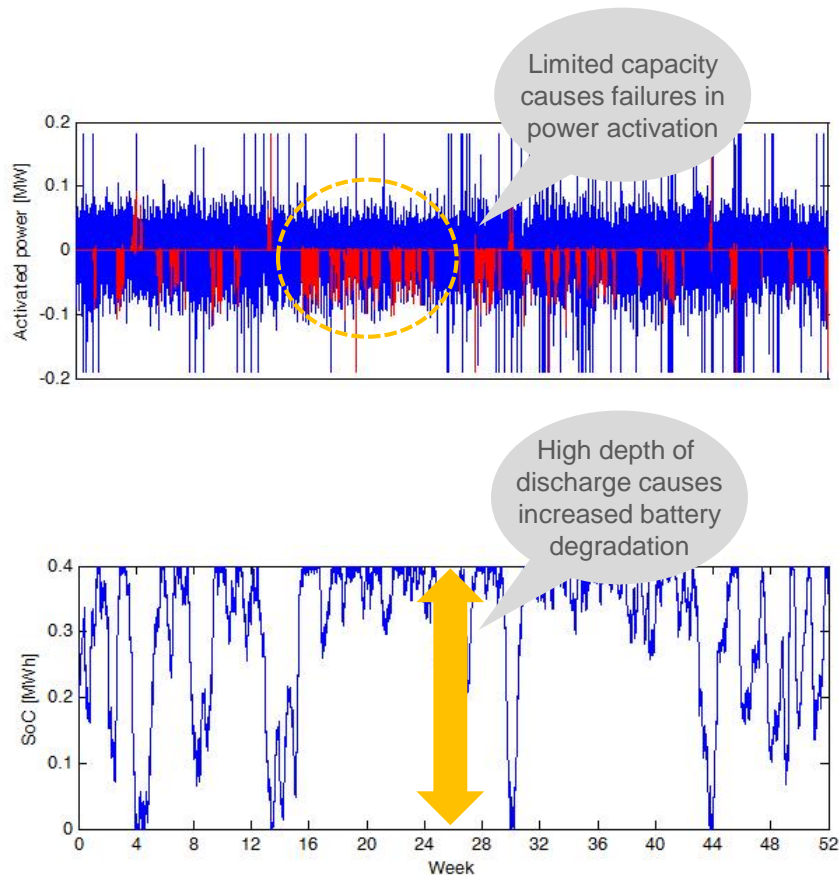 Limited capacity
causes failures in
power activation
Activated power [MW]
0.2
0.1
0
-0.1
-0.2
High depth of
discharge causes
increased battery
degradation
SoC [MWh]
0.4
0.3
0.2
0.1
0
0 4 8 12 16 20 24 28 32 36 40 44 48 52
Week